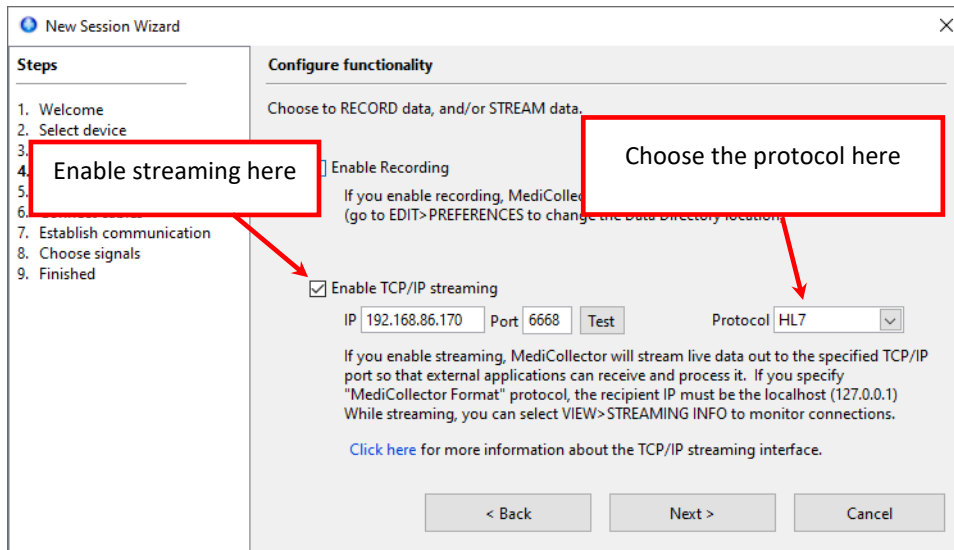 New Session Wizard
Steps
1. Welcome
2. Select device
3.
4.
5.
6.
7. Establish communication
8. Choose signals
9. Finished
Configure functionality
Choose to RECORD data, and/or STREAM data.
Enable streaming here
Choose the protocol here
Enable Recording
If you enable recording, MediCollector
(go to EDIT>PREFERENCES to change the Data Directory location
Enable TCP/IP streaming
IP 192.168.86.170 Port 6668 Test Protocol HL7
If you enable streaming, MediCollector will stream live data out to the specified TCP/IP
port so that external applications can receive and process it. If you specify
"MediCollector Format" protocol, the recipient IP must be the localhost (127.0.0.1)
While streaming, you can select VIEW>STREAMING INFO to monitor connections.
Click here for more information about the TCP/IP streaming interface.
< Back Next > Cancel